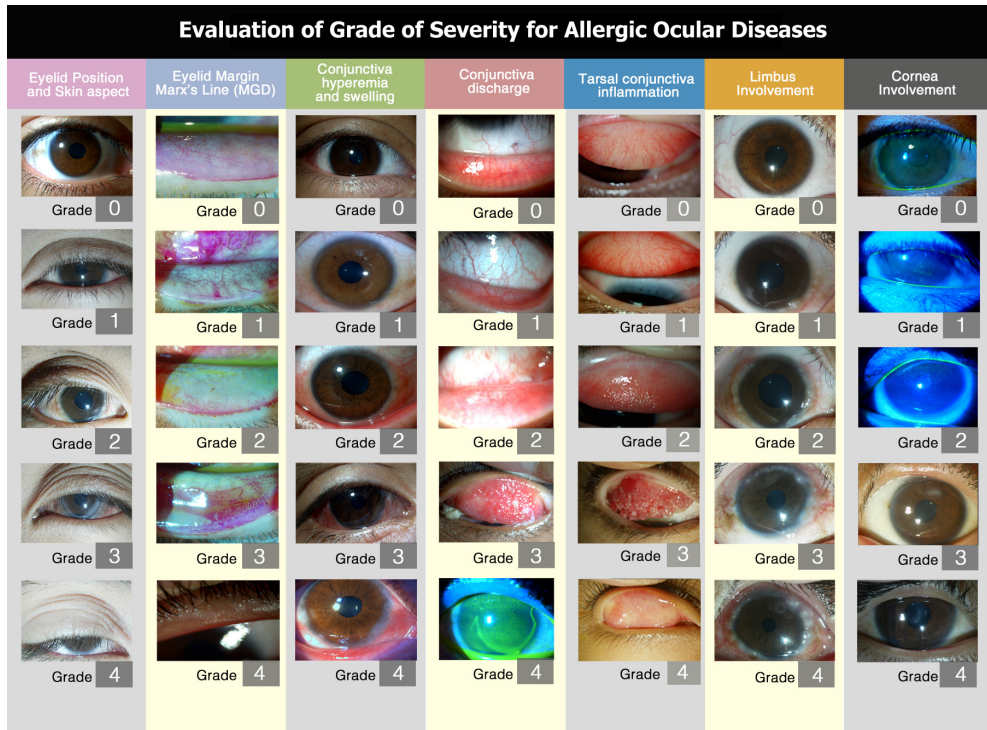 Evaluation of Grade of Severity for Allergic Ocular Diseases
Eyelid Position
and Skin aspect
Eyelid Margin
Marx's Line (MGD)
Conjunctiva
hyperemia
and swelling
Conjunctiva
discharge
Tarsal conjunctiva
inflammation
Limbus
Involvement
Cornea
Involvement
Grade 0
Grade 0
Grade 0
Grade 0
Grade 0
Grade 0
Grade 0
Grade 1
Grade 1
Grade 1
Grade 1
Grade 1
Grade 1
Grade 1
Grade 2
Grade 2
Grade 2
Grade 2
Grade 2
Grade 2
Grade 2
Grade 3
Grade 3
Grade 3
Grade 3
Grade 3
Grade 3
Grade 3
Grade 4
Grade 4
Grade 4
Grade 4
Grade 4
Grade 4
Grade 4